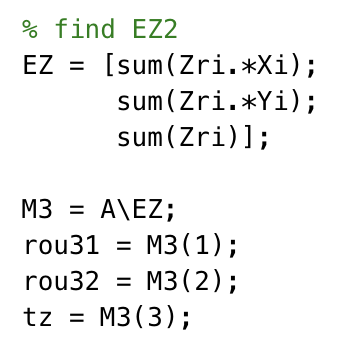 % find EZ2
EZ = [sum(Zri.*Xi);
sum(Zri.*Yi);
sum(Zri)];
M3 = A\EZ;
rou31 = M3(1);
rou32 = M3(2);
tz = M3(3);